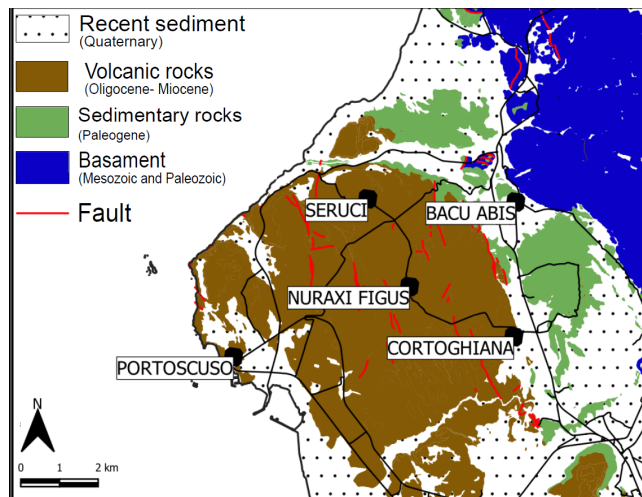 Recent sediment
(Quaternary)
Volcanic rocks
(Oligocene- Miocene)
Sedimentary rocks
(Paleogene)
Basament
(Mesozoic and Paleozoic)
Fault
SERUCI
BACU ABIS
NURAXI FIGUS
CORTOGHIANA
PORTOSCUSO
N
0 1 2 km